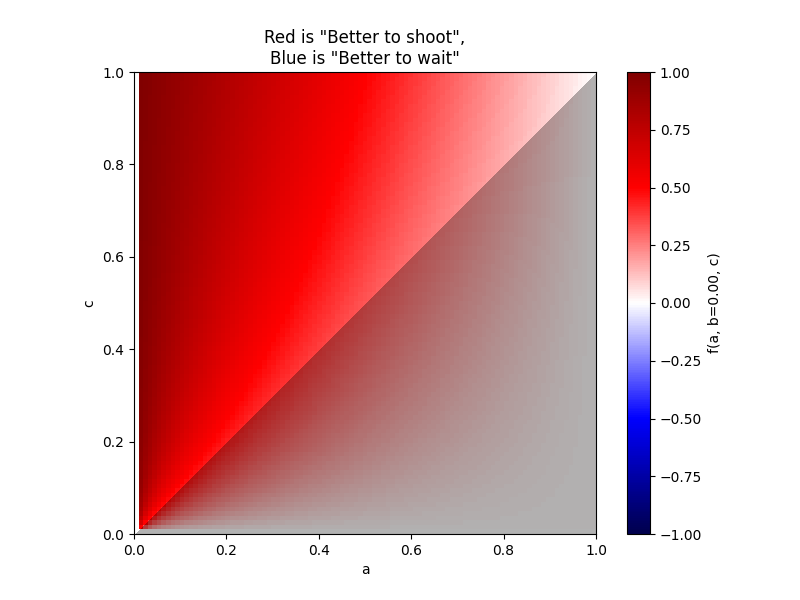 Red is "Better to shoot",
Blue is "Better to wait"
1.0
0.8
0.6
0.4
0.2
0.0
c
0.0 0.2 0.4 0.6 0.8 1.0
a
1.00
0.75
0.50
0.25
0.00
−0.25
−0.50
−0.75
−1.00
f(a, b=0.00, c)